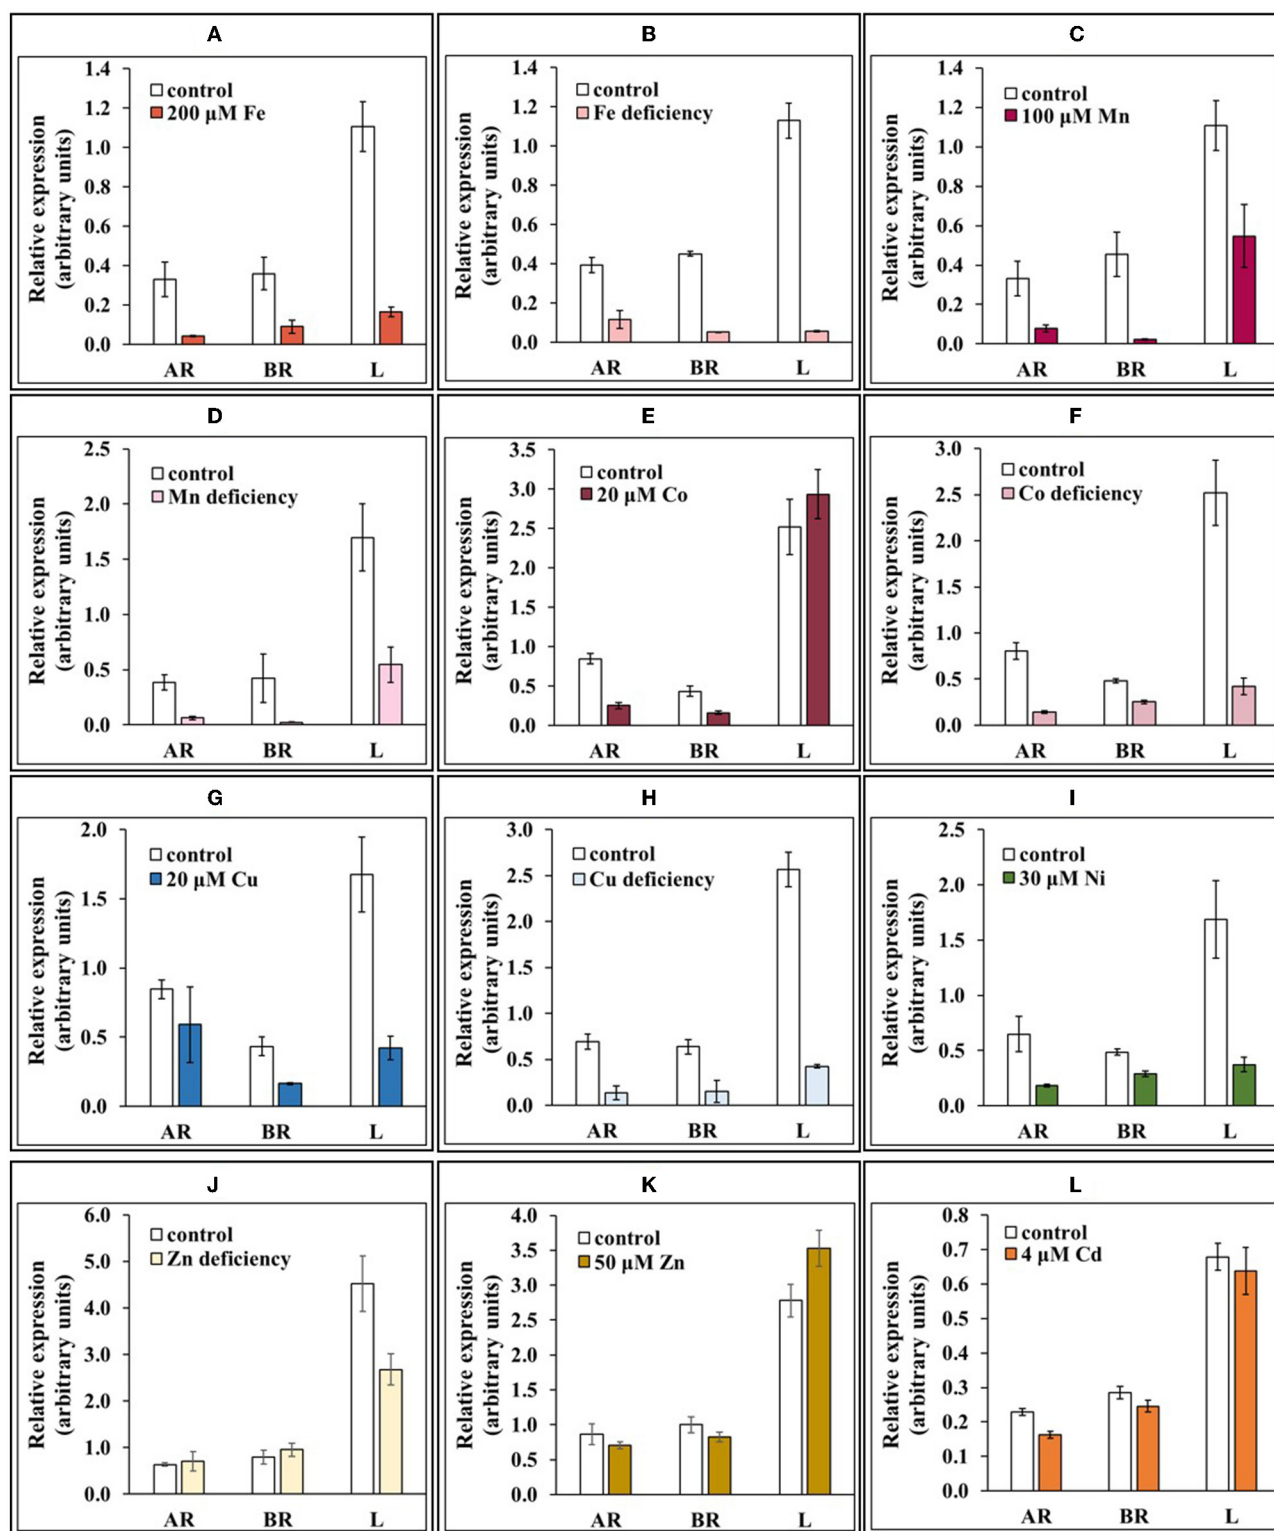 A
Relative expression
(arbitrary units)
1.4
1.2
1.0
0.8
0.6
0.4
0.2
0.0
control
200 μM Fe
AR BR L
B
Relative expression
(arbitrary units)
1.4
1.2
1.0
0.8
0.6
0.4
0.2
0.0
control
Fe deficiency
AR BR L
C
Relative expression
(arbitrary units)
1.4
1.2
1.0
0.8
0.6
0.4
0.2
0.0
control
100 μM Mn
AR BR L
D
Relative expression
(arbitrary units)
2.5
2.0
1.5
1.0
0.5
0.0
control
Mn deficiency
AR BR L
E
Relative expression
(arbitrary units)
3.5
3.0
2.5
2.0
1.5
1.0
0.5
0.0
control
20 μM Co
AR BR L
F
Relative expression
(arbitrary units)
3.0
2.5
2.0
1.5
1.0
0.5
0.0
control
Co deficiency
AR BR L
G
Relative expression
(arbitrary units)
2.0
1.5
1.0
0.5
0.0
control
20 μM Cu
AR BR L
H
Relative expression
(arbitrary units)
3.0
2.5
2.0
1.5
1.0
0.5
0.0
control
Cu deficiency
AR BR L
I
Relative expression
(arbitrary units)
2.5
2.0
1.5
1.0
0.5
0.0
control
30 μM Ni
AR BR L
J
Relative expression
(arbitrary units)
6.0
5.0
4.0
3.0
2.0
1.0
0.0
control
Zn deficiency
AR BR L
K
Relative expression
(arbitrary units)
4.0
3.5
3.0
2.5
2.0
1.5
1.0
0.5
0.0
control
50 μM Zn
AR BR L
L
Relative expression
(arbitrary units)
0.8
0.7
0.6
0.5
0.4
0.3
0.2
0.1
0.0
control
4 μM Cd
AR BR L